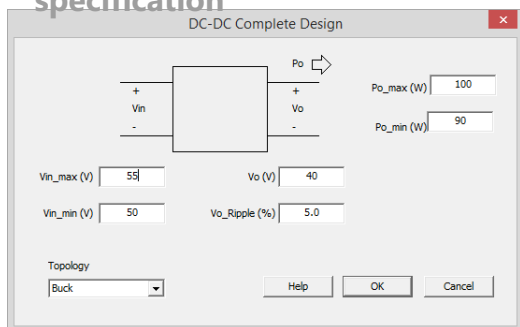 specification
DC-DC Complete Design
x
Po
+
Vin
-
+
Vo
-
Po_max (W) 100
Po_min (W) 90
Vin_max (V) 55
Vo (V) 40
Vin_min (V) 50
Vo_Ripple (%) 5.0
Topology
Buck
Help
OK
Cancel